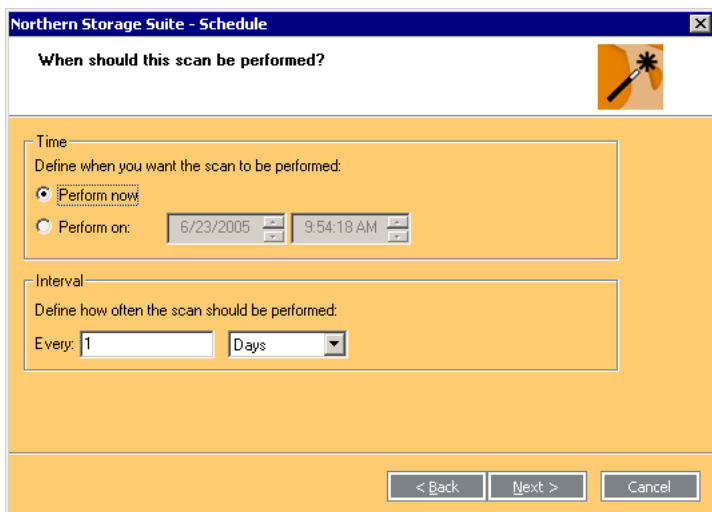 Northern Storage Suite - Schedule
When should this scan be performed?
Time
Define when you want the scan to be performed:
Perform now
Perform on: 6/23/2005 9:54:18 AM
Interval
Define how often the scan should be performed:
Every: 1 Days
< Back Next > Cancel